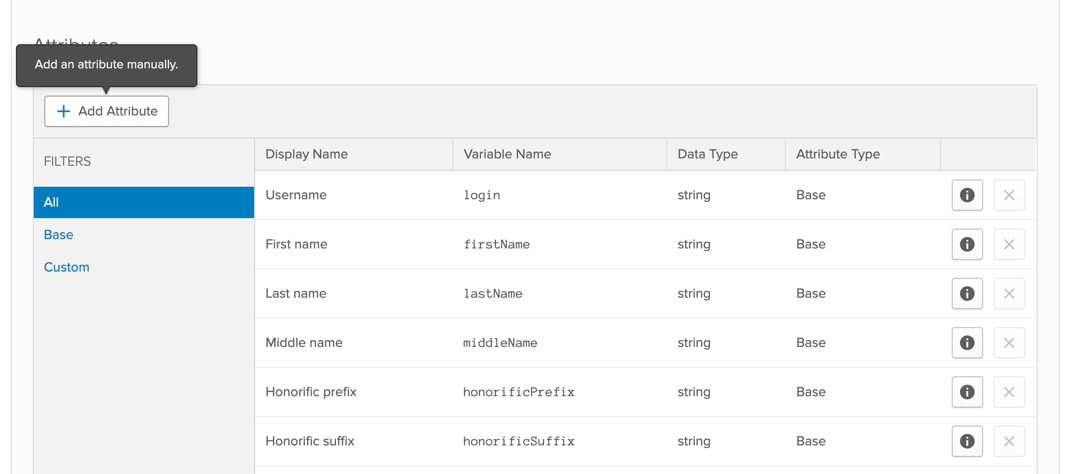 Attributes
Add an attribute manually.
+ Add Attribute
FILTERS
All
Base
Custom
Display Name Variable Name Data Type Attribute Type
Username login string Base
First name firstName string Base
Last name lastName string Base
Middle name middleName string Base
Honorific prefix honorificPrefix string Base
Honorific suffix honorificSuffix string Base